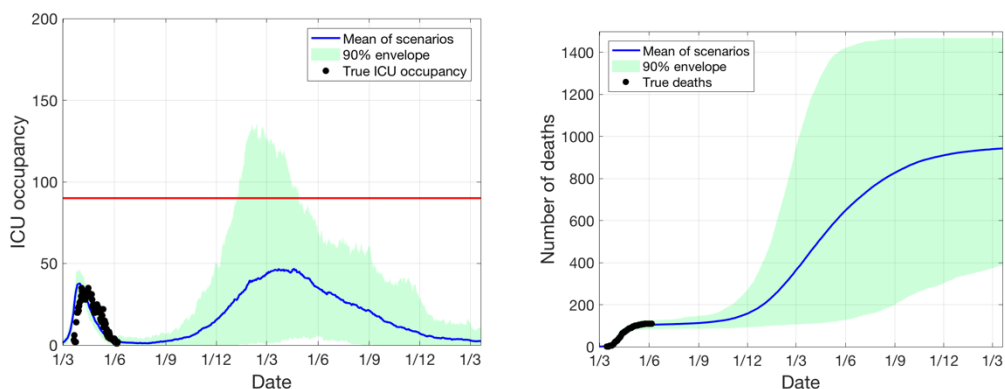 200
150
100
50
0
ICU occupancy
Mean of scenarios
90% envelope
True ICU occupancy
1/3 1/6 1/9 1/12 1/3 1/6 1/9 1/12 1/3
Date
1400
1200
1000
800
600
400
200
0
Number of deaths
Mean of scenarios
90% envelope
True deaths
1/3 1/6 1/9 1/12 1/3 1/6 1/9 1/12 1/3
Date